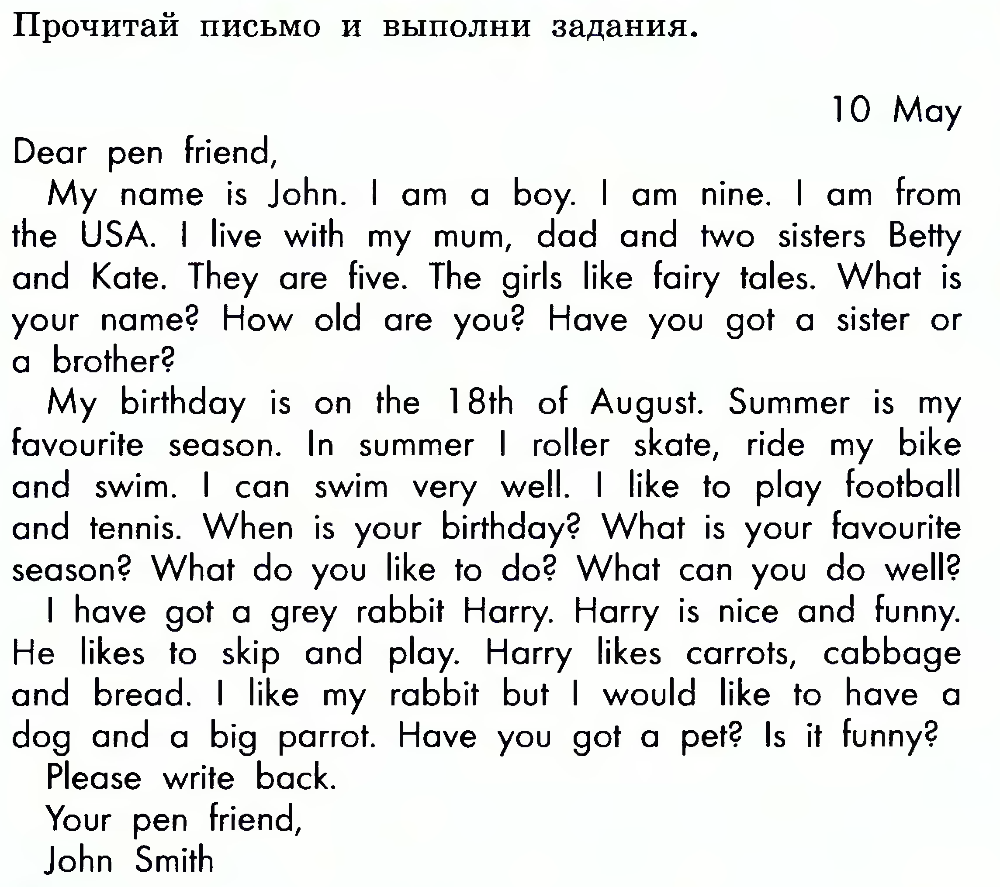 Прочитай письмо и выполни задания.
10 May
Dear pen friend,
My name is John. I am a boy. I am nine. I am from
the USA. I live with my mum, dad and two sisters Betty
and Kate. They are five. The girls like fairy tales. What is
your name? How old are you? Have you got a sister or
a brother?
My birthday is on the 18th of August. Summer is my
favourite season. In summer I roller skate, ride my bike
and swim. I can swim very well. I like to play football
and tennis. When is your birthday? What is your favourite
season? What do you like to do? What can you do well?
I have got a grey rabbit Harry. Harry is nice and funny.
He likes to skip and play. Harry likes carrots, cabbage
and bread. I like my rabbit but I would like to have a
dog and a big parrot. Have you got a pet? Is it funny?
Please write back.
Your pen friend,
John Smith